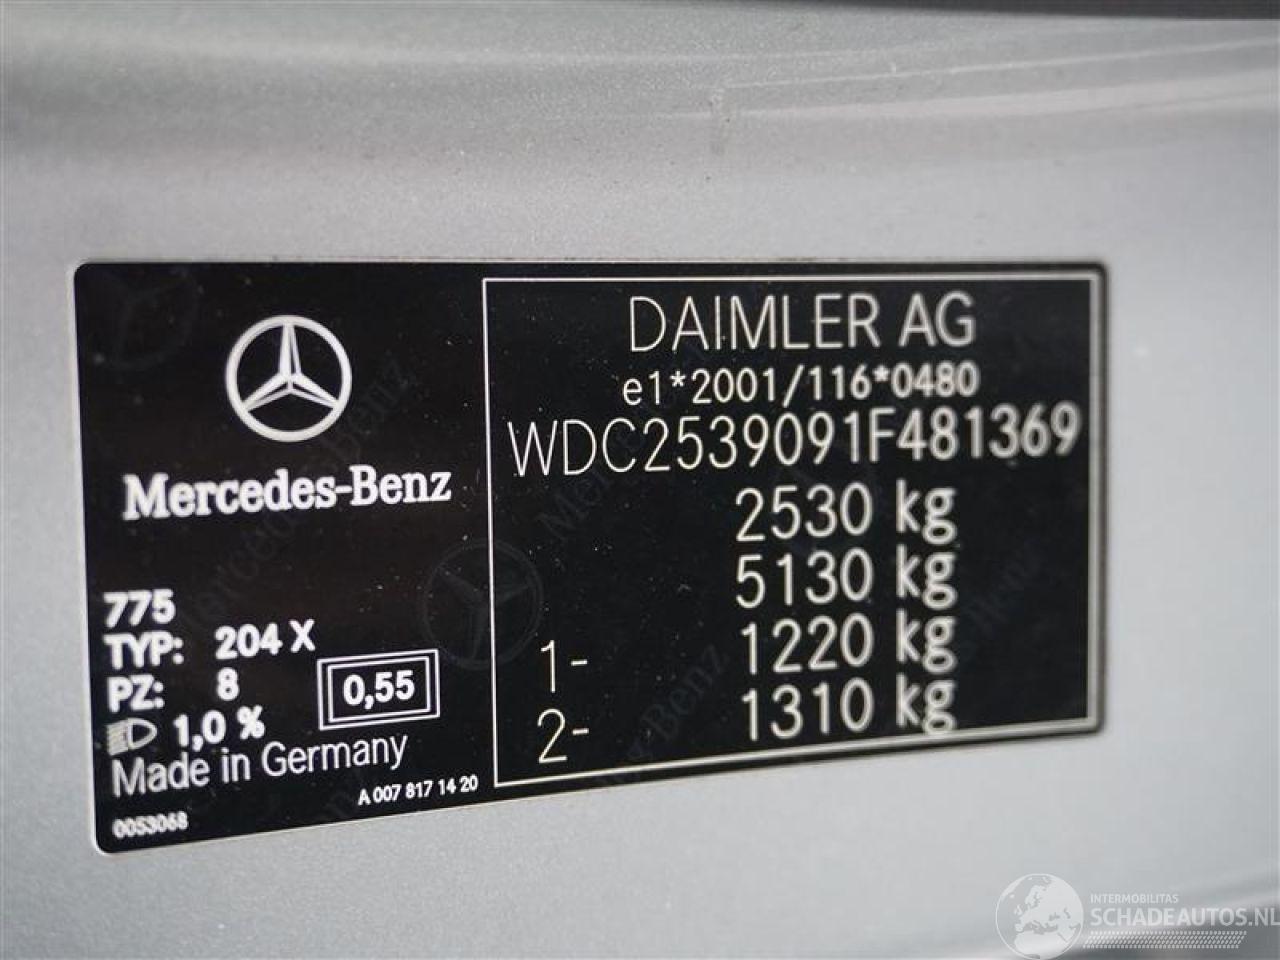 Mercedes-Benz
775
TYP: 204 X
PZ: 8
1,0 %
0,55
Made in Germany
A 007 817 14 20
0053068
DAIMLER AG
e1*2001/116*0480
WDC2539091F481369
2530 kg
5130 kg
1- 1220 kg
2- 1310 kg
INTERMOBILITAS
SCHADEAUTOS.NL